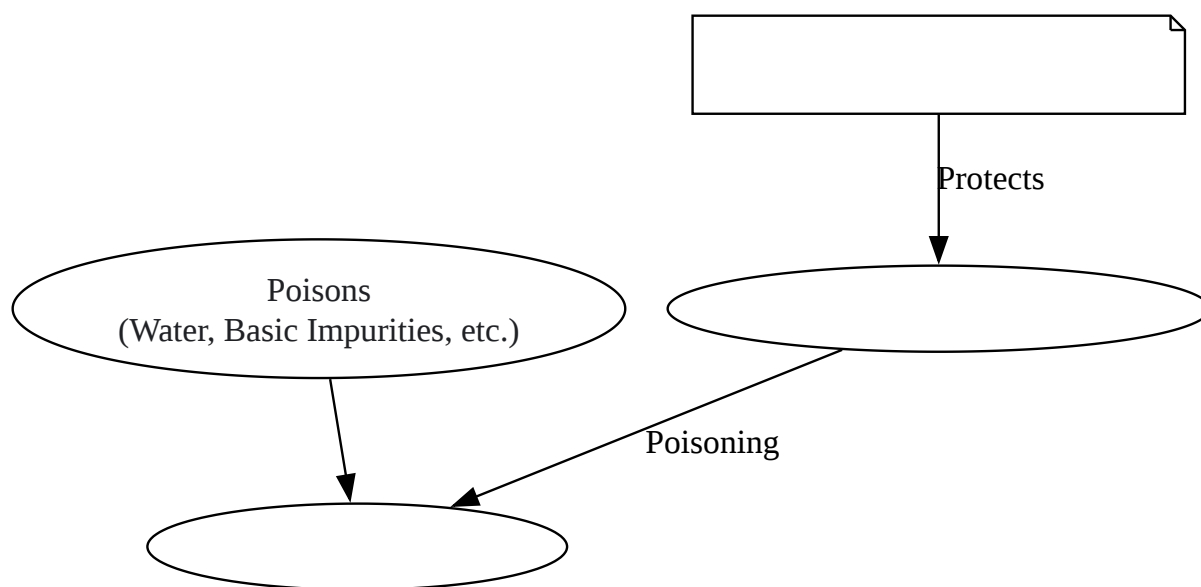 Protects
Poisons
(Water, Basic Impurities, etc.)
Poisoning